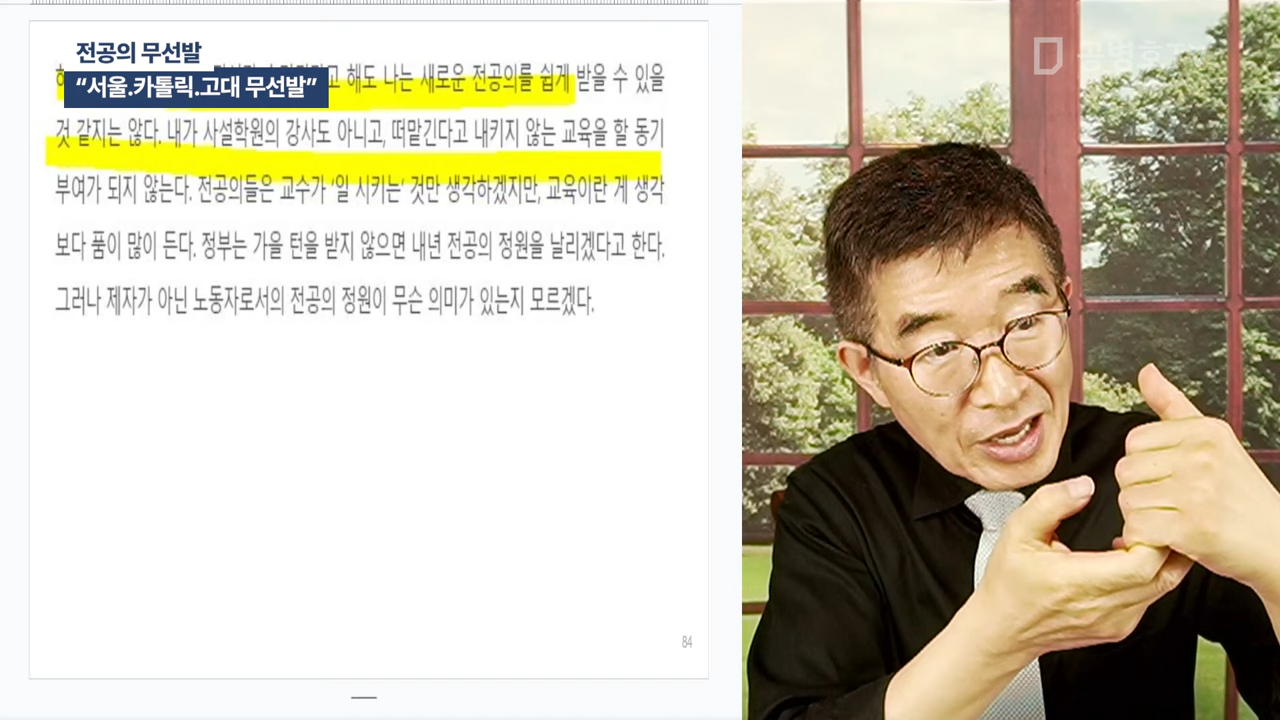 전공의 무선발
“서울.카톨릭.고대 무선발”
해도 나는 새로운 전공의를 쉽게 받을 수 있을
것 같지는 않다. 내가 사설학원의 강사도 아니고, 떠맡긴다고 내키지 않는 교육을 할 동기
부여가 되지 않는다. 전공의들은 교수가 ‘일 시키는’ 것만 생각하겠지만, 교육이란 게 생각
보다 품이 많이 든다. 정부는 가을 턴을 받지 않으면 내년 전공의 정원을 날리겠다고 한다.
그러나 제자가 아닌 노동자로서의 전공의 정원이 무슨 의미가 있는지 모르겠다.
84